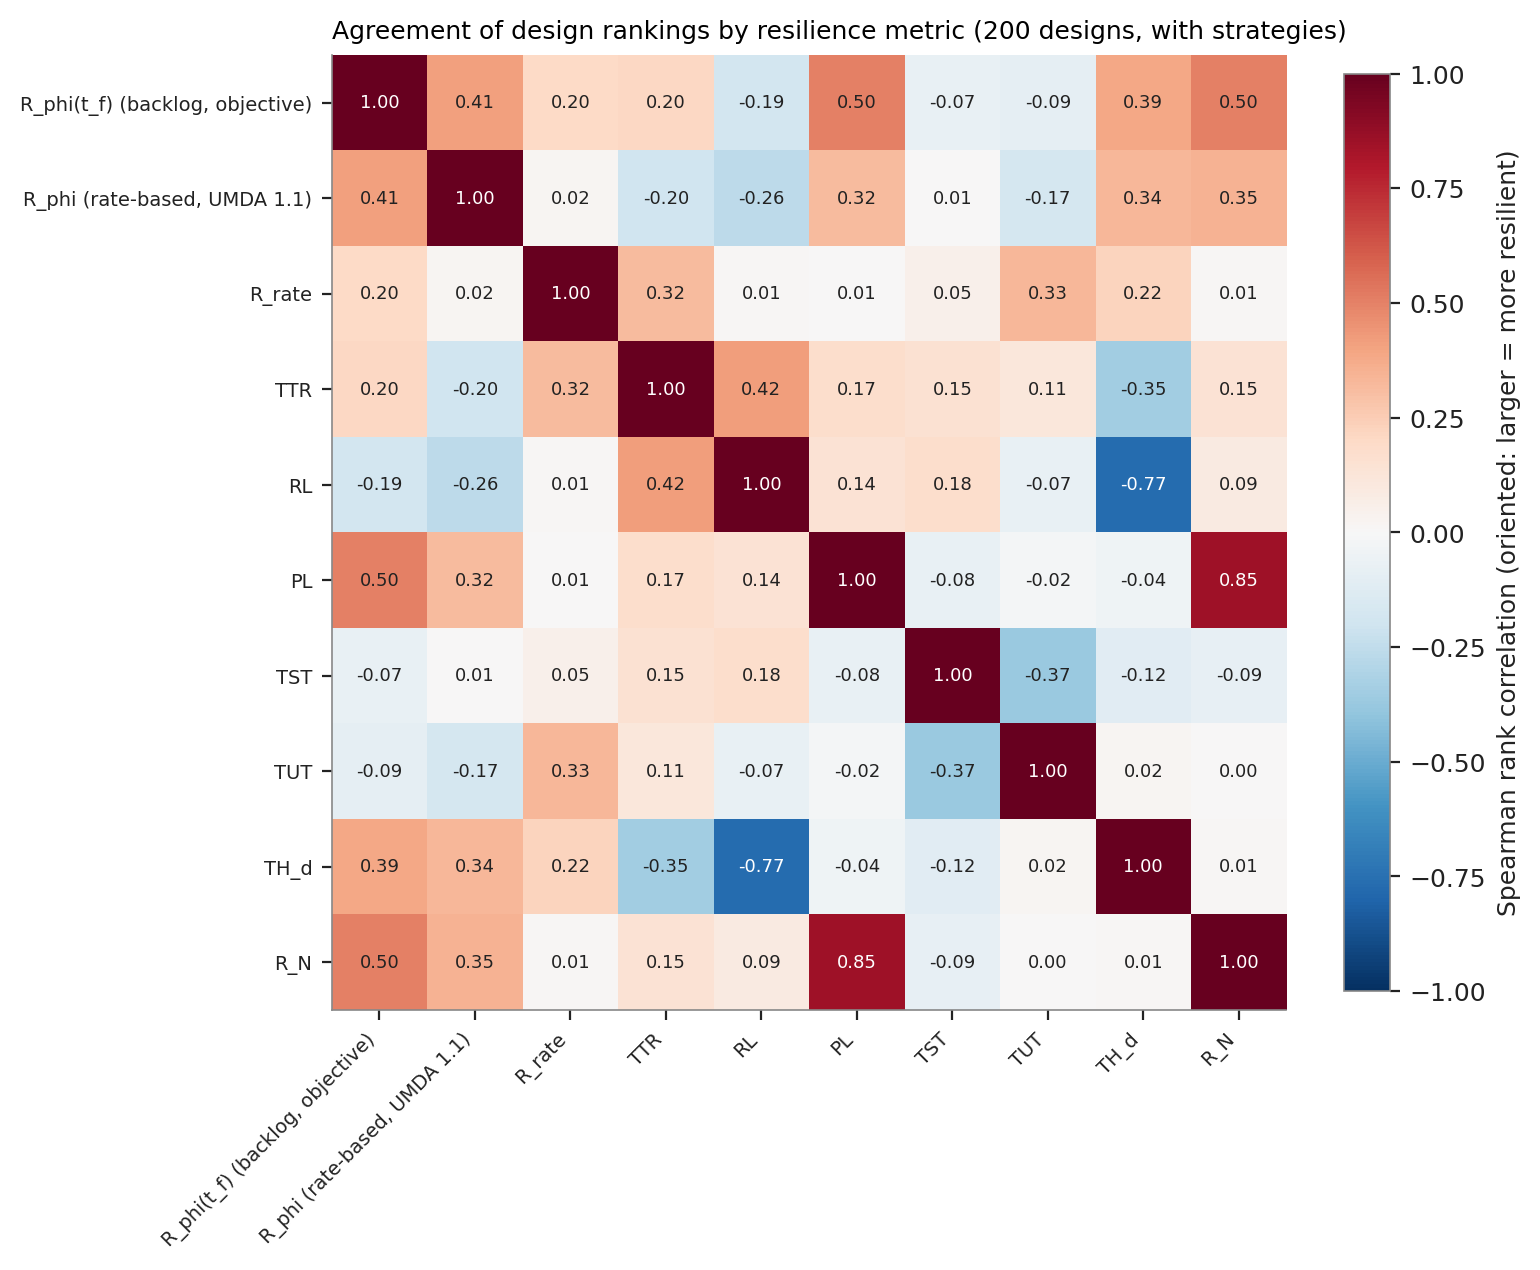 Agreement of design rankings by resilience metric (200 designs, with strategies)
R_phi(t_f) (backlog, objective) 1.00 0.41 0.20 0.20 -0.19 0.50 -0.07 -0.09 0.39 0.50
R_phi (rate-based, UMDA 1.1) 0.41 1.00 0.02 -0.20 -0.26 0.32 0.01 -0.17 0.34 0.35
R_rate 0.20 0.02 1.00 0.32 0.01 0.01 0.05 0.33 0.22 0.01
TTR 0.20 -0.20 0.32 1.00 0.42 0.17 0.15 0.11 -0.35 0.15
RL -0.19 -0.26 0.01 0.42 1.00 0.14 0.18 -0.07 -0.77 0.09
PL 0.50 0.32 0.01 0.17 0.14 1.00 -0.08 -0.02 -0.04 0.85
TST -0.07 0.01 0.05 0.15 0.18 -0.08 1.00 -0.37 -0.12 -0.09
TUT -0.09 -0.17 0.33 0.11 -0.07 -0.02 -0.37 1.00 0.02 0.00
TH_d 0.39 0.34 0.22 -0.35 -0.77 -0.04 -0.12 0.02 1.00 0.01
R_N 0.50 0.35 0.01 0.15 0.09 0.85 -0.09 0.00 0.01 1.00
R_phi(t_f) (backlog, objective)
R_phi (rate-based, UMDA 1.1)
R_rate
TTR
RL
PL
TST
TUT
TH_d
R_N
1.00
0.75
0.50
0.25
0.00
−0.25
−0.50
−0.75
−1.00
Spearman rank correlation (oriented: larger = more resilient)